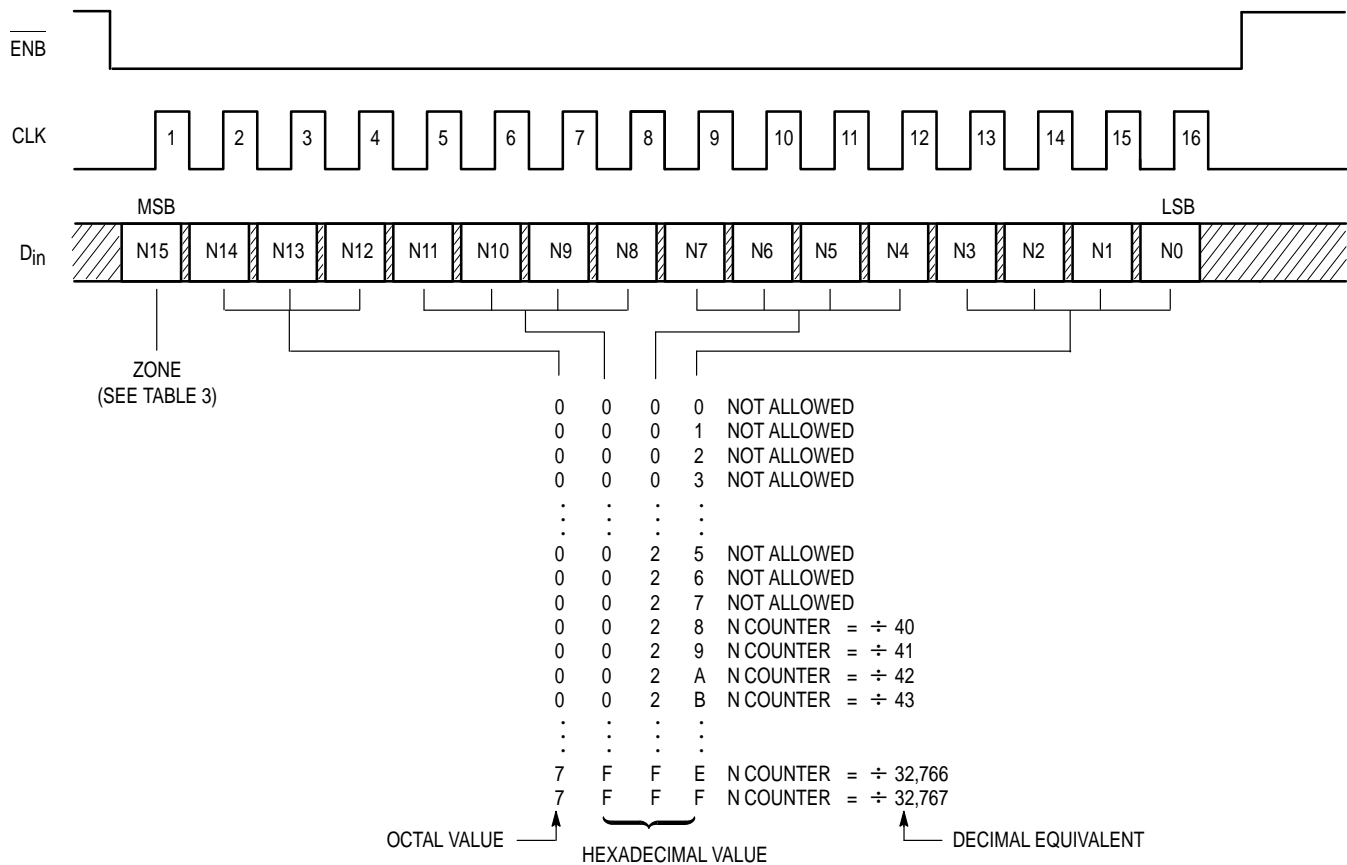 ENB
CLK
1 2 3 4 5 6 7 8 9 10 11 12 13 14 15 16
MSB LSB
Din
N15 N14 N13 N12 N11 N10 N9 N8 N7 N6 N5 N4 N3 N2 N1 N0
ZONE
(SEE TABLE 3)
0 0 0 0 NOT ALLOWED
0 0 0 1 NOT ALLOWED
0 0 0 2 NOT ALLOWED
0 0 0 3 NOT ALLOWED
. . . .
. . . .
. . . .
0 0 2 5 NOT ALLOWED
0 0 2 6 NOT ALLOWED
0 0 2 7 NOT ALLOWED
0 0 2 8 N COUNTER = ÷ 40
0 0 2 9 N COUNTER = ÷ 41
0 0 2 A N COUNTER = ÷ 42
0 0 2 B N COUNTER = ÷ 43
. . . .
. . . .
. . . .
7 F F E N COUNTER = ÷ 32,766
7 F F F N COUNTER = ÷ 32,767
OCTAL VALUE
HEXADECIMAL VALUE
DECIMAL EQUIVALENT